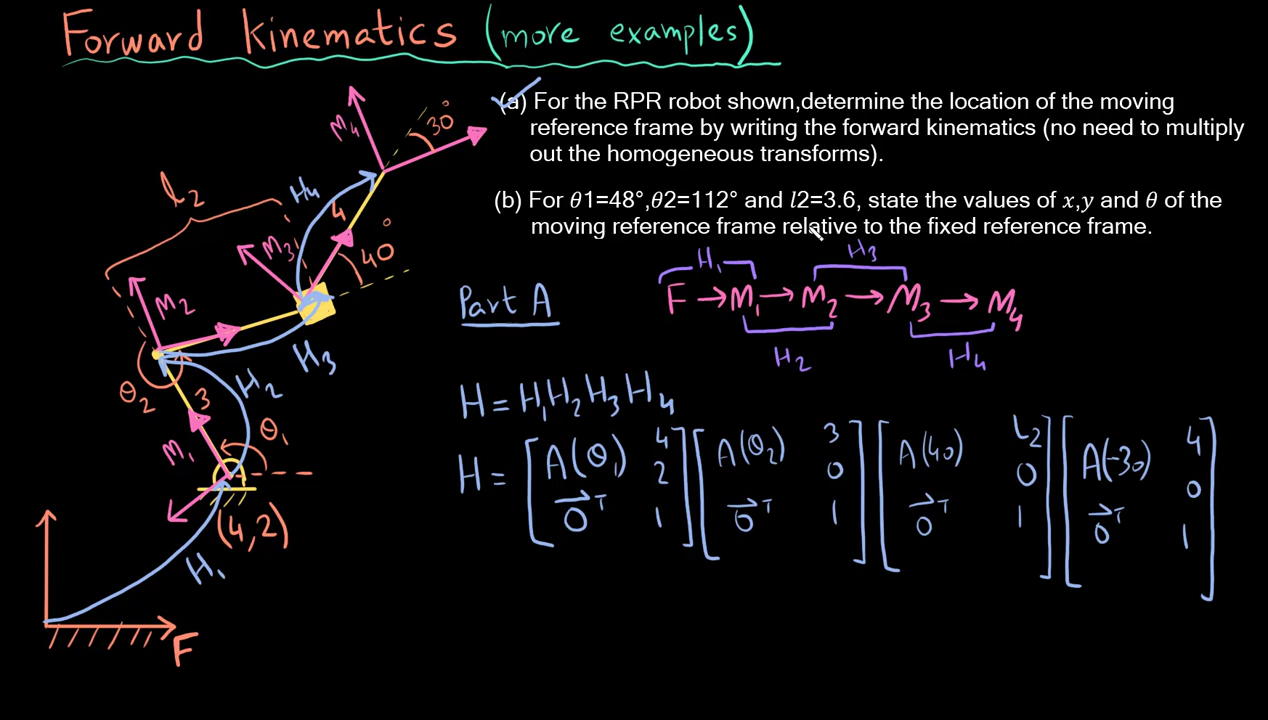 Forward Kinematics (more examples)
(a) For the RPR robot shown,determine the location of the moving
reference frame by writing the forward kinematics (no need to multiply
out the homogeneous transforms).
(b) For θ1=48°,θ2=112° and l2=3.6, state the values of x,y and θ of the
moving reference frame relative to the fixed reference frame.
M₄
30°
l₂
H₄
4
M₃
40°
M₂
H₃
θ₂
H₂
3
θ₁
M₁
(4,2)
H₁
F
Part A
H₁ H₃
F → M₁ → M₂ → M₃ → M₄
H₂ H₄
H = H₁H₂H₃H₄
H = [A(θ₁) 4 2 0⃗ᵀ 1] [A(θ₂) 3 0 0⃗ᵀ 1] [A(40) L₂ 0 0⃗ᵀ 1] [A(-30) 4 0 0⃗ᵀ 1]